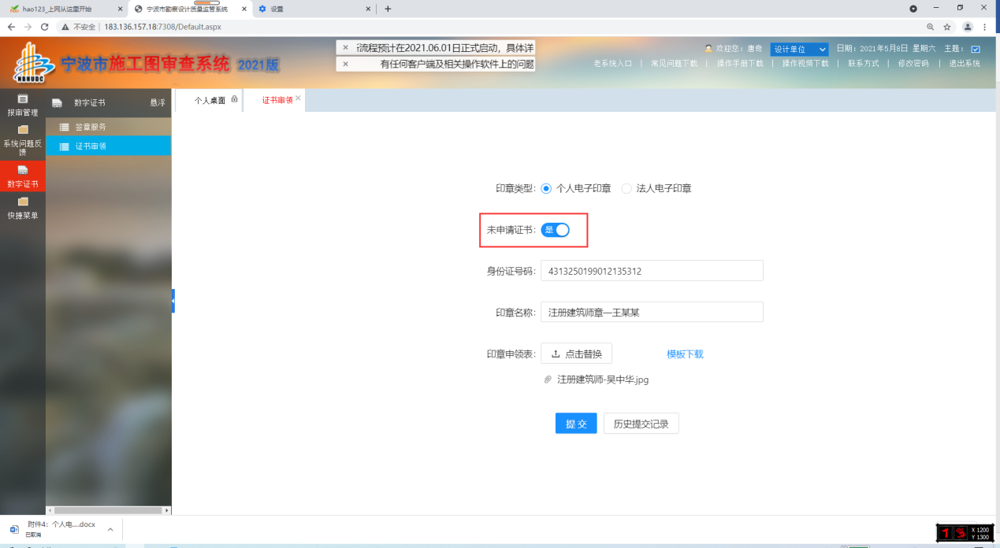 hao123_上网从这里开始
宁波市勘察设计质量监管系统
设置
不安全 183.136.157.18:7308/Default.aspx
NBHUDC
宁波市施工图审查系统 2021版
流程预计在2021.06.01日正式启动，具体详
有任何客户端及相关操作软件上的问题
欢迎您：唐奇 设计单位 日期：2021年5月8日 星期六 主题：
老系统入口 | 常见问题下载 | 操作手册下载 | 操作视频下载 | 联系方式 | 修改密码 | 退出系统
报审管理
系统问题反馈
数字证书
快捷菜单
数字证书 悬浮
签章服务
证书申领
个人桌面 证书申领
印章类型： 个人电子印章 法人电子印章
未申请证书： 是
身份证号码： 4313250199012135312
印章名称： 注册建筑师章—王某某
印章申领表： 点击替换 模板下载
注册建筑师-吴中华.jpg
提交 历史提交记录
附件4：个人电....docx
已取消
X 1200
Y 1300